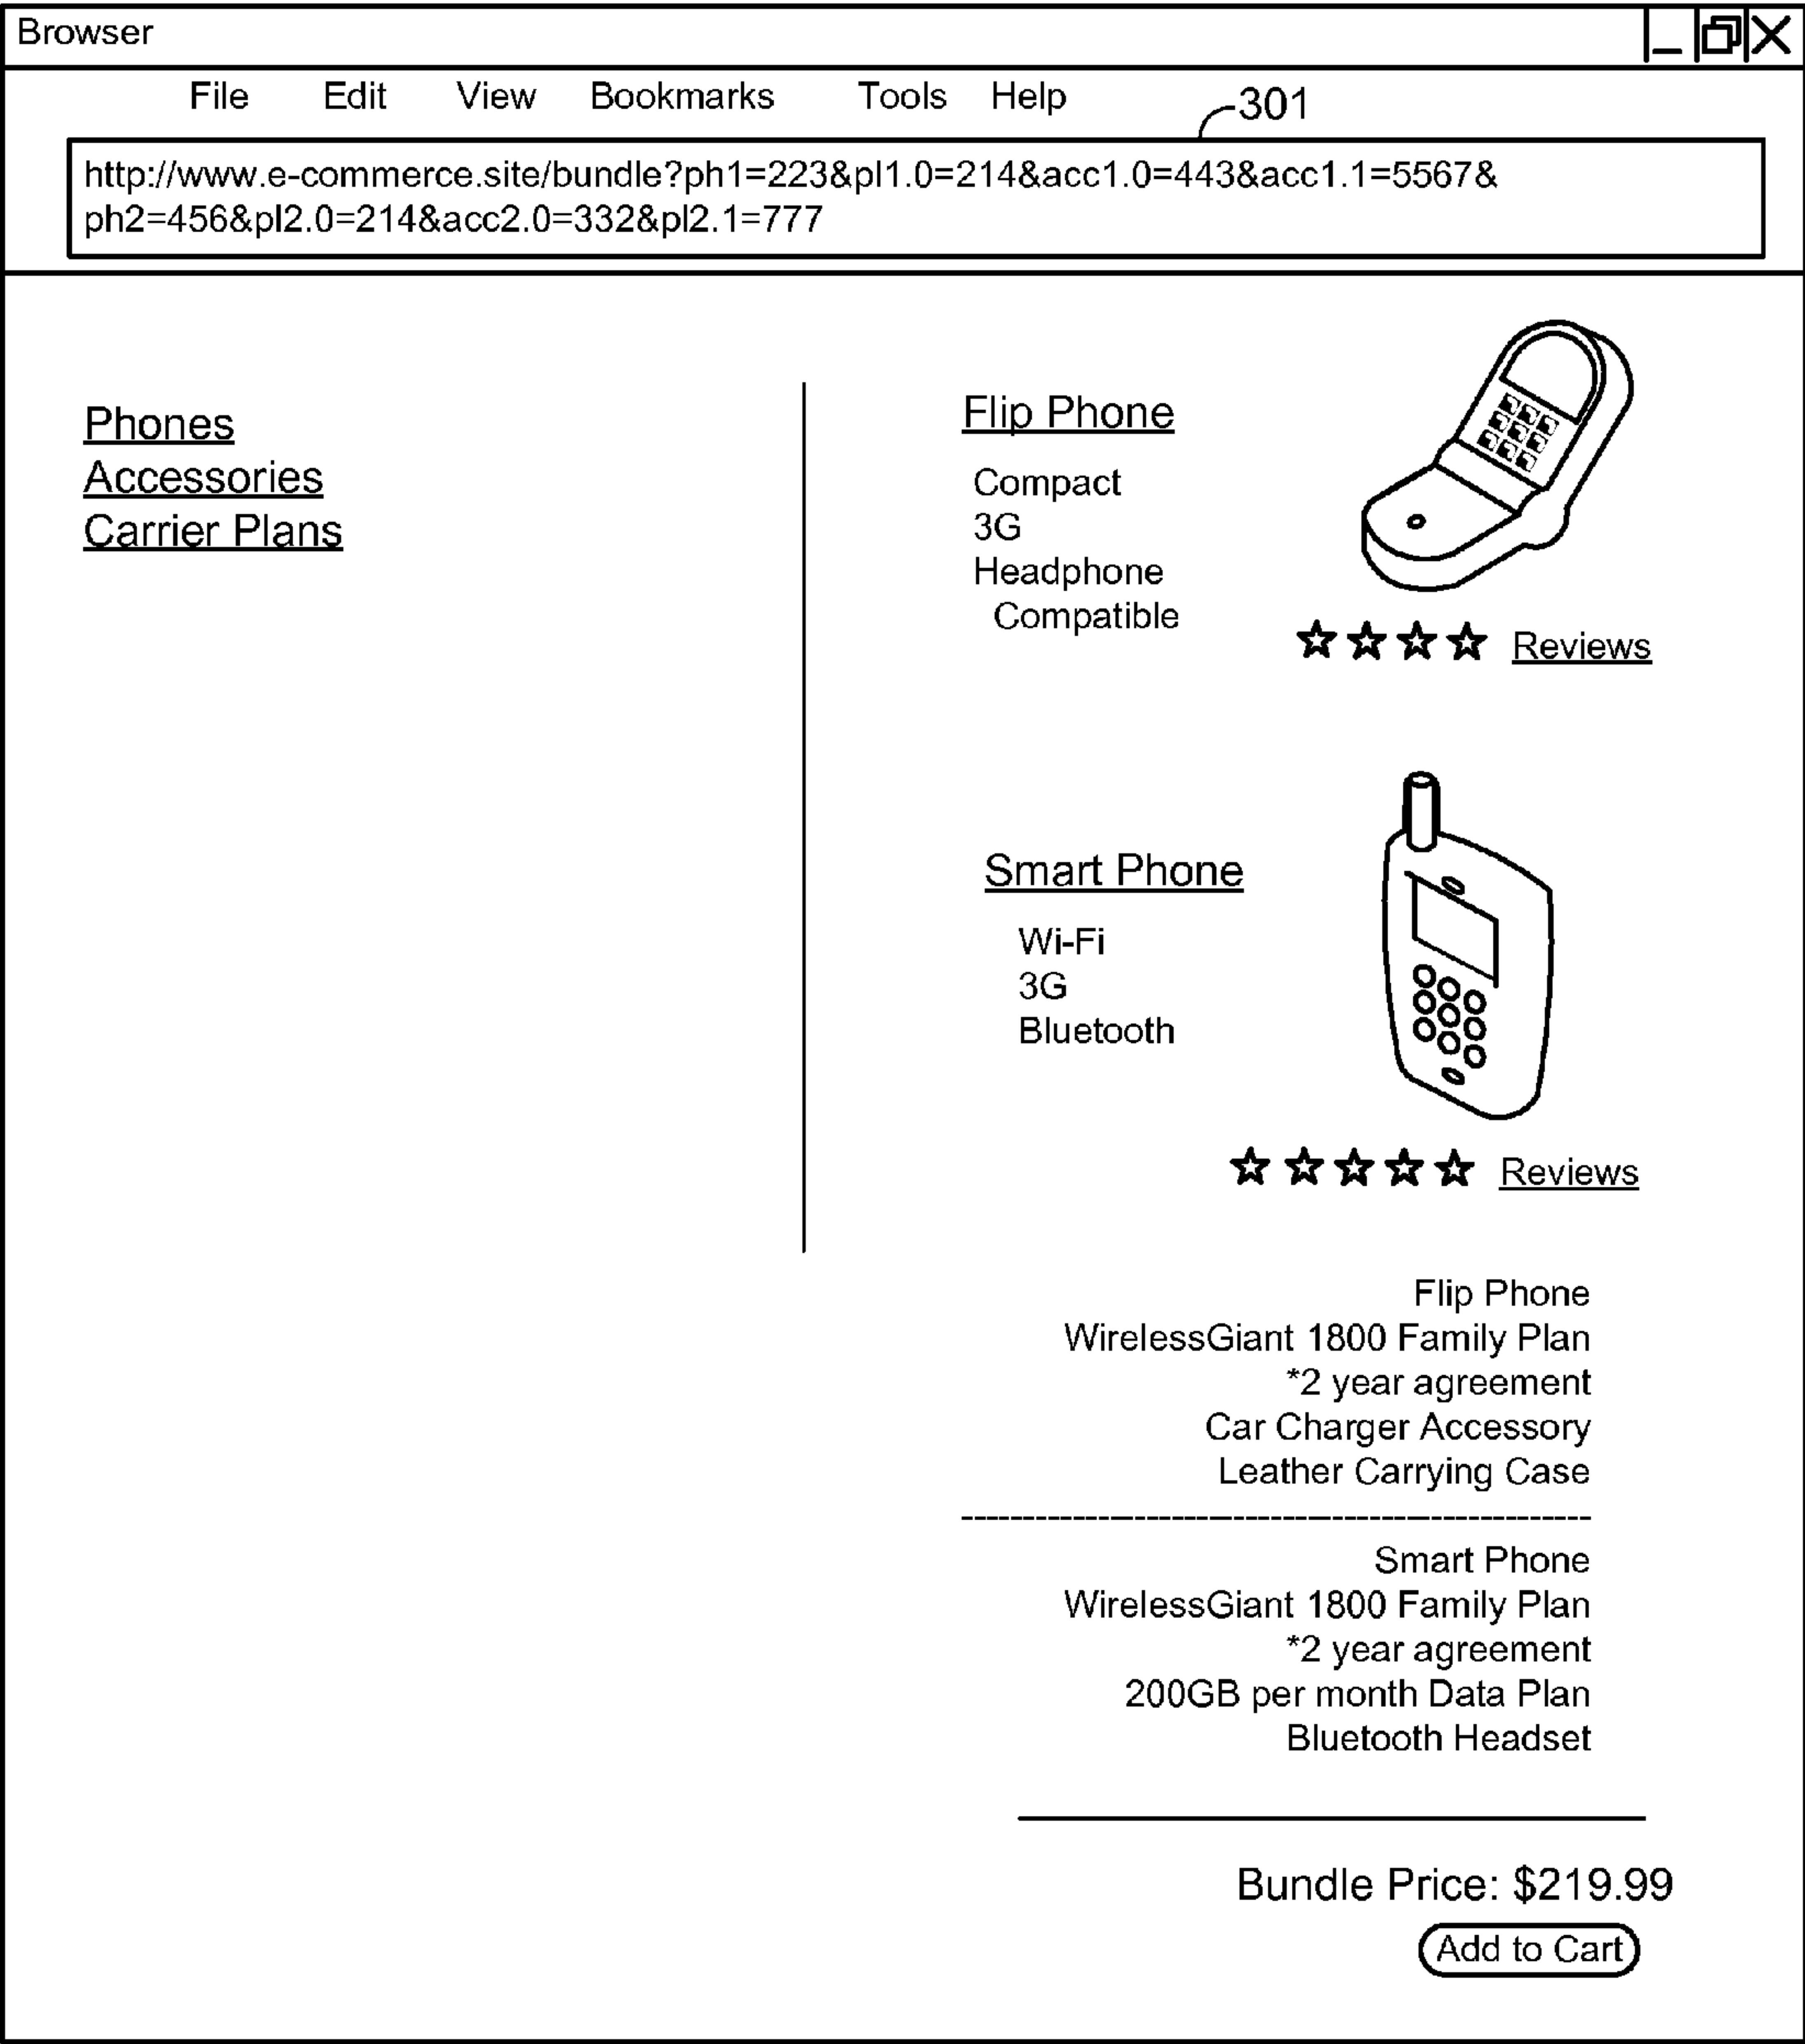 Browser
File Edit View Bookmarks Tools Help
301
http://www.e-commerce.site/bundle?ph1=223&pl1.0=214&acc1.0=443&acc1.1=5567&
ph2=456&pl2.0=214&acc2.0=332&pl2.1=777
Phones
Accessories
Carrier Plans
Flip Phone
Compact
3G
Headphone
Compatible
Reviews
Smart Phone
Wi-Fi
3G
Bluetooth
Reviews
Flip Phone
WirelessGiant 1800 Family Plan
*2 year agreement
Car Charger Accessory
Leather Carrying Case
Smart Phone
WirelessGiant 1800 Family Plan
*2 year agreement
200GB per month Data Plan
Bluetooth Headset
Bundle Price: $219.99
Add to Cart